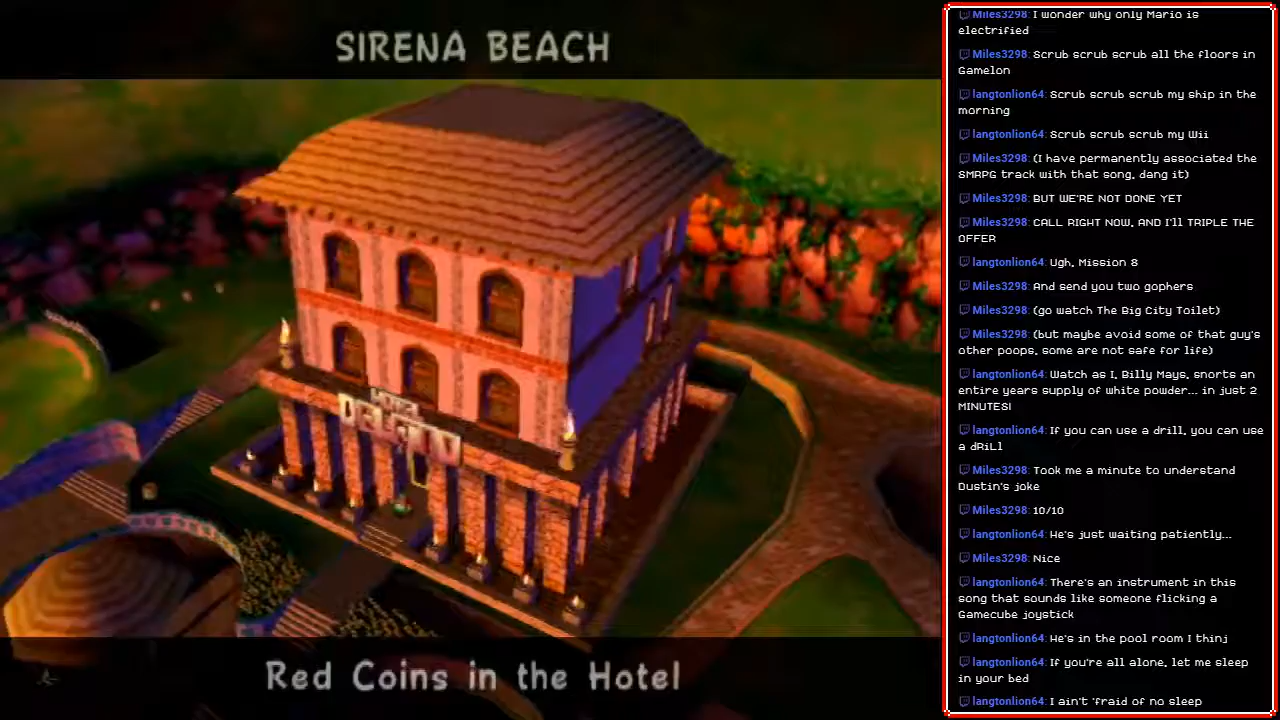 SIRENA BEACH
HOTEL
DELFINO
Red Coins in the Hotel
Miles3298: I wonder why only Mario is
electrified
Miles3298: Scrub scrub scrub all the floors in
Gamelon
langtonlion64: Scrub scrub scrub my ship in the
morning
langtonlion64: Scrub scrub scrub my Wii
Miles3298: (I have permanently associated the
SMRPG track with that song, dang it)
Miles3298: BUT WE'RE NOT DONE YET
Miles3298: CALL RIGHT NOW, AND I'll TRIPLE THE
OFFER
langtonlion64: Ugh, Mission 8
Miles3298: And send you two gophers
Miles3298: (go watch The Big City Toilet)
Miles3298: (but maybe avoid some of that guy's
other poops, some are not safe for life)
langtonlion64: Watch as I, Billy Mays, snorts an
entire years supply of white powder... in just 2
MINUTES!
langtonlion64: If you can use a drill, you can use
a dRiLl
Miles3298: Took me a minute to understand
Dustin's joke
Miles3298: 10/10
langtonlion64: He's just waiting patiently...
Miles3298: Nice
langtonlion64: There's an instrument in this
song that sounds like someone flicking a
Gamecube joystick
langtonlion64: He's in the pool room I thinj
langtonlion64: If you're all alone, let me sleep
in your bed
langtonlion64: I ain't 'fraid of no sleep